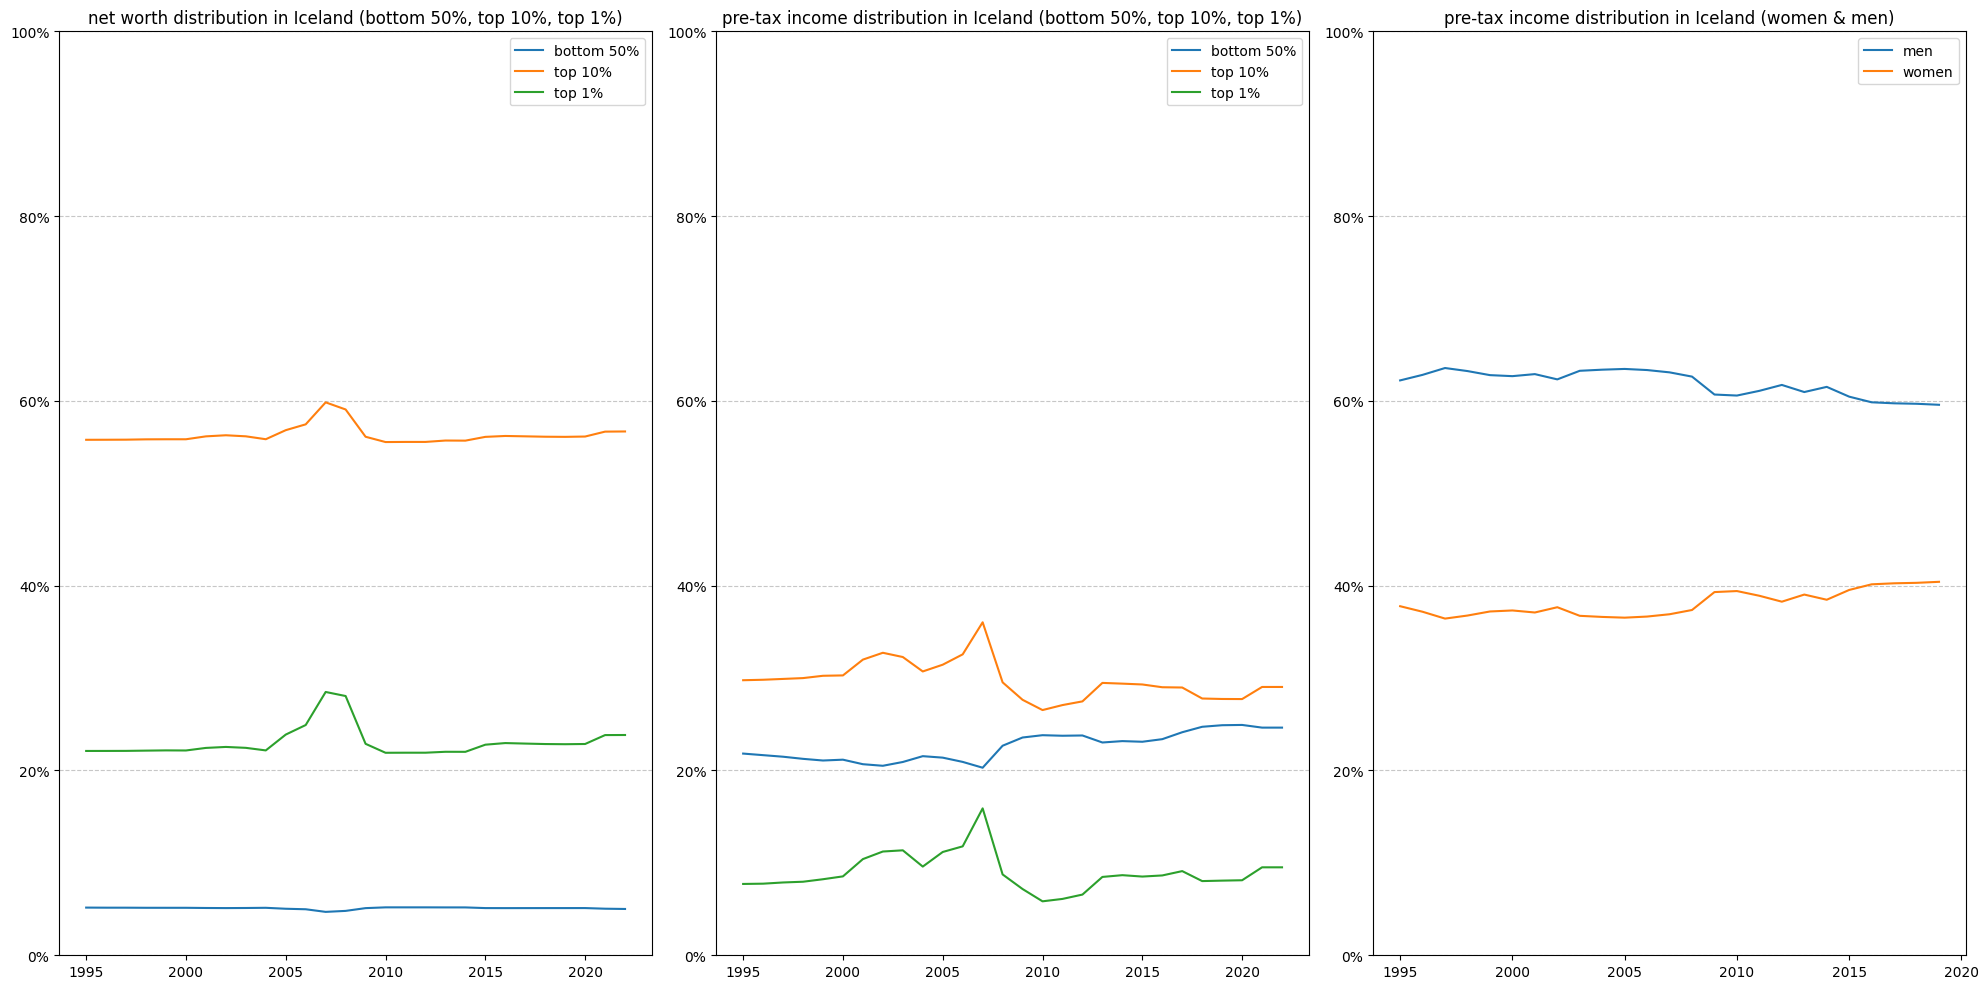 net worth distribution in Iceland (bottom 50%, top 10%, top 1%)
100%
80%
60%
40%
20%
0%
1995 2000 2005 2010 2015 2020
bottom 50%
top 10%
top 1%
pre-tax income distribution in Iceland (bottom 50%, top 10%, top 1%)
100%
80%
60%
40%
20%
0%
1995 2000 2005 2010 2015 2020
bottom 50%
top 10%
top 1%
pre-tax income distribution in Iceland (women & men)
100%
80%
60%
40%
20%
0%
1995 2000 2005 2010 2015 2020
men
women